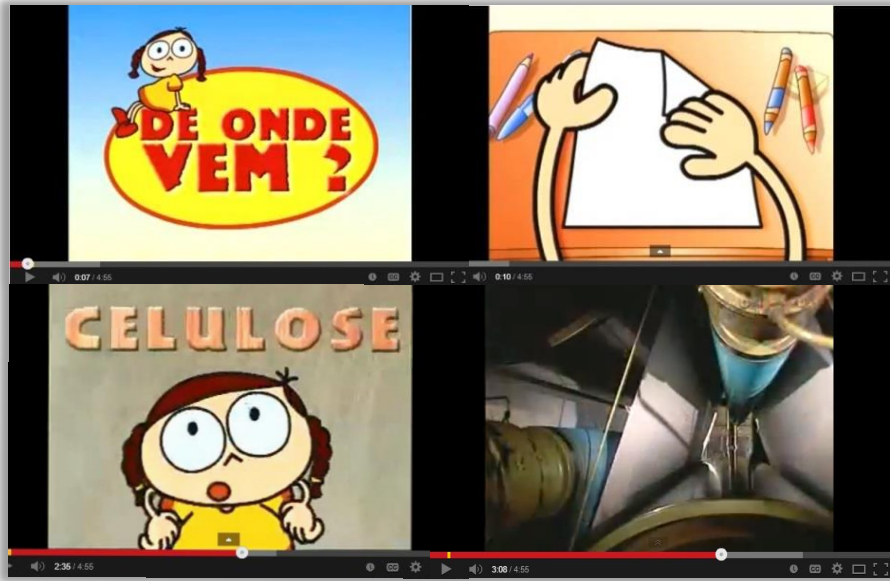 DE ONDE
VEM ?
0:07 / 4:55
0:10 / 4:55
CELULOSE
2:35 / 4:55
3:08 / 4:55